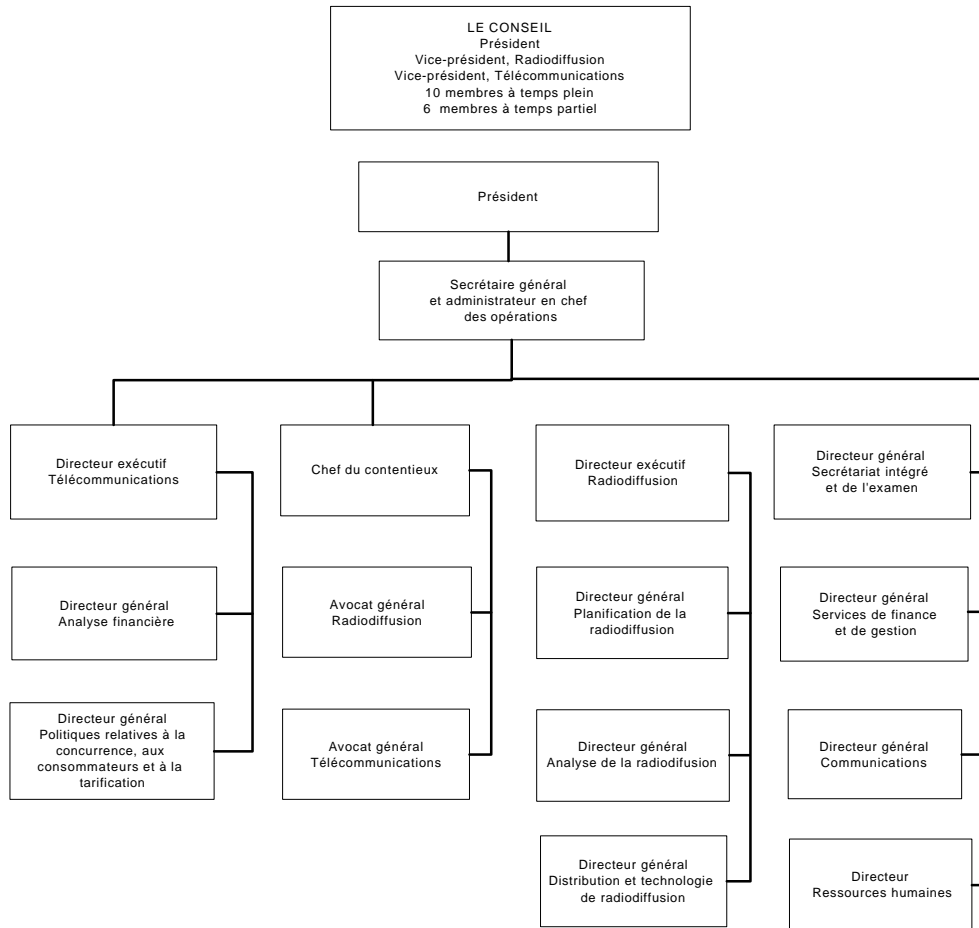 LE CONSEIL
Président
Vice-président, Radiodiffusion
Vice-président, Télécommunications
10 membres à temps plein
6 membres à temps partiel
Président
Secrétaire général
et administrateur en chef
des opérations
Directeur exécutif
Télécommunications
Chef du contentieux
Directeur exécutif
Radiodiffusion
Directeur général
Secrétariat intégré
et de l'examen
Directeur général
Analyse financière
Avocat général
Radiodiffusion
Directeur général
Planification de la
radiodiffusion
Directeur général
Services de finance
et de gestion
Directeur général
Politiques relatives à la
concurrence, aux
consommateurs et à la
tarification
Avocat général
Télécommunications
Directeur général
Analyse de la radiodifusion
Directeur général
Communications
Directeur général
Distribution et technologie
de radiodiffusion
Directeur
Ressources humaines